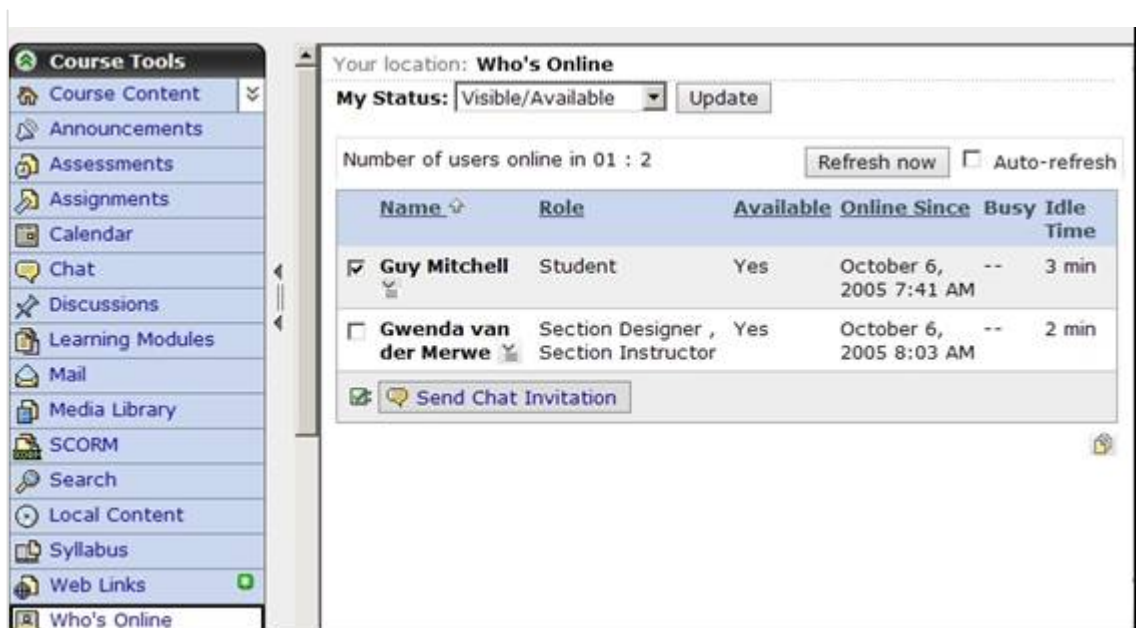 Course Tools
Course Content
Announcements
Assessments
Assignments
Calendar
Chat
Discussions
Learning Modules
Mail
Media Library
SCORM
Search
Local Content
Syllabus
Web Links
Who's Online
Your location: Who's Online
My Status: Visible/Available Update
Number of users online in 01 : 2 Refresh now Auto-refresh
Name Role Available Online Since Busy Idle
Time
Guy Mitchell Student Yes October 6, -- 3 min
2005 7:41 AM
Gwenda van Section Designer , Yes October 6, -- 2 min
der Merwe Section Instructor 2005 8:03 AM
Send Chat Invitation